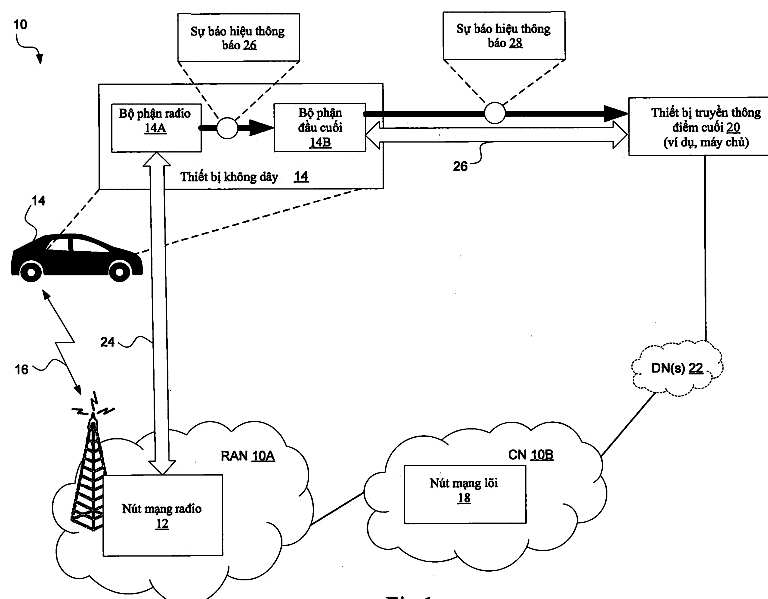 10
Sự báo hiệu thông
báo 26
Sự báo hiệu thông
báo 28
Bộ phận radio
14A
Bộ phận
đầu cuối
14B
Thiết bị truyền thông
điểm cuối 20
(ví dụ, máy chủ)
26
Thiết bị không dây 14
14
24
16
DN(s) 22
RAN 10A
CN 10B
Nút mạng radio
12
Nút mạng lõi
18